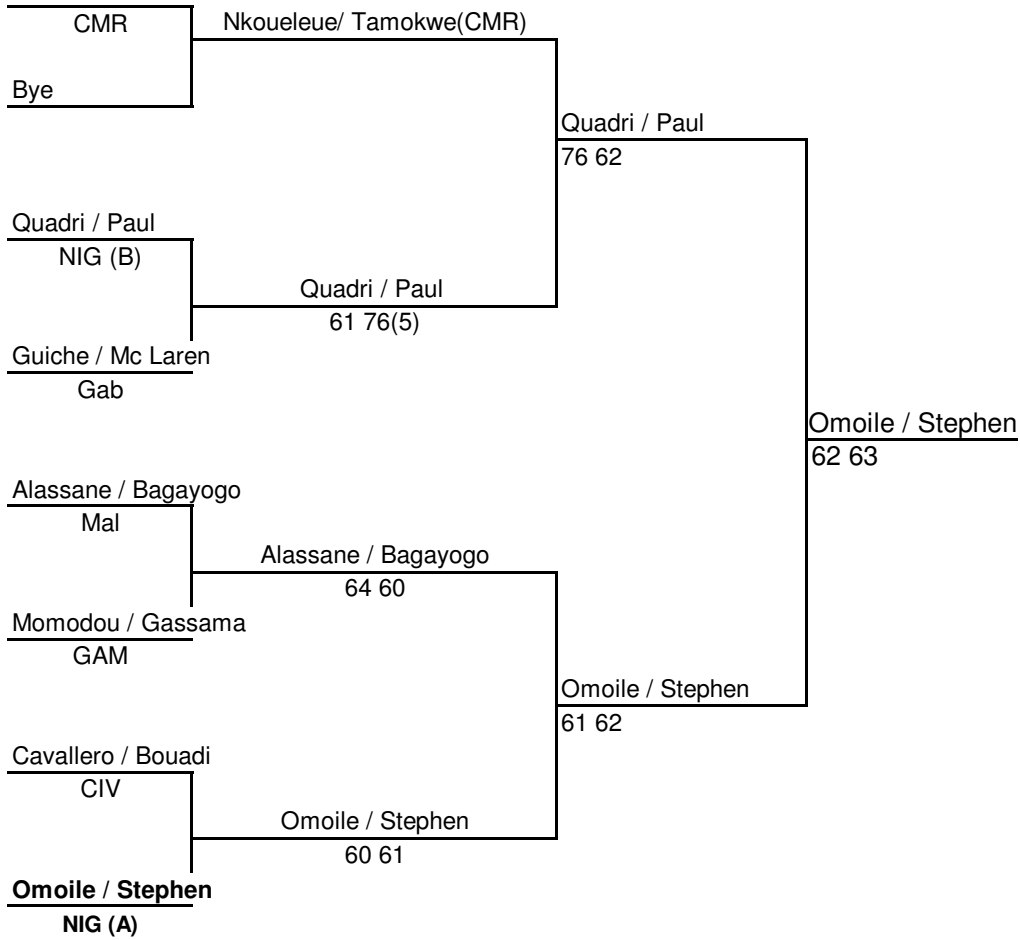 CMR
Nkoueleue/ Tamokwe(CMR)
Bye
Quadri / Paul
76 62
Quadri / Paul
NIG (B)
Quadri / Paul
61 76(5)
Guiche / Mc Laren
Gab
Omoile / Stephen
62 63
Alassane / Bagayogo
Mal
Alassane / Bagayogo
64 60
Momodou / Gassama
GAM
Omoile / Stephen
61 62
Cavallero / Bouadi
CIV
Omoile / Stephen
60 61
Omoile / Stephen
NIG (A)